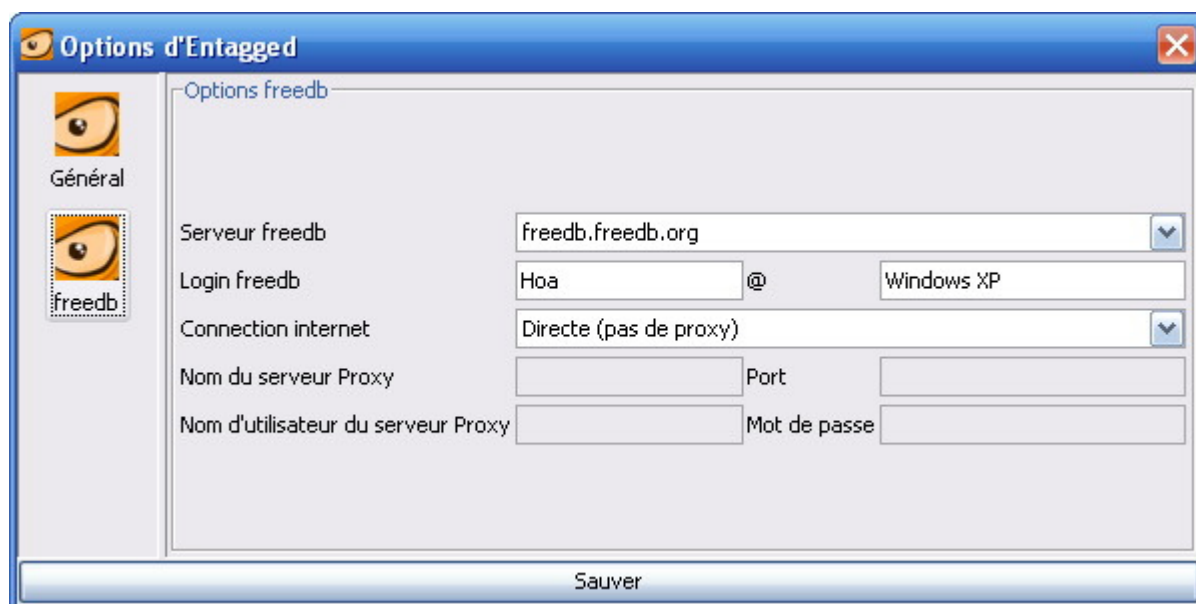 Options d'Entagged
Général
freedb
Options freedb
Serveur freedb freedb.freedb.org
Login freedb Hoa @ Windows XP
Connection internet Directe (pas de proxy)
Nom du serveur Proxy Port
Nom d'utilisateur du serveur Proxy Mot de passe
Sauver